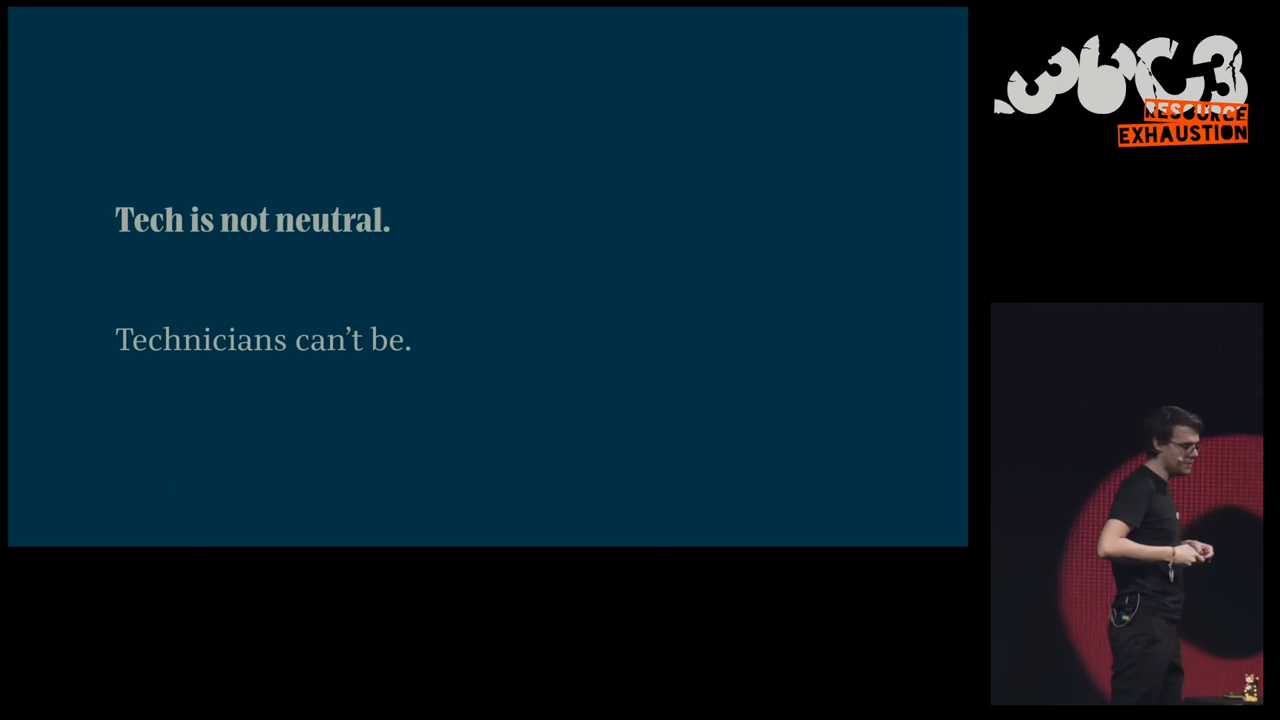 Tech is not neutral.
Technicians can't be.
36C3
RESOURCE
EXHAUSTION